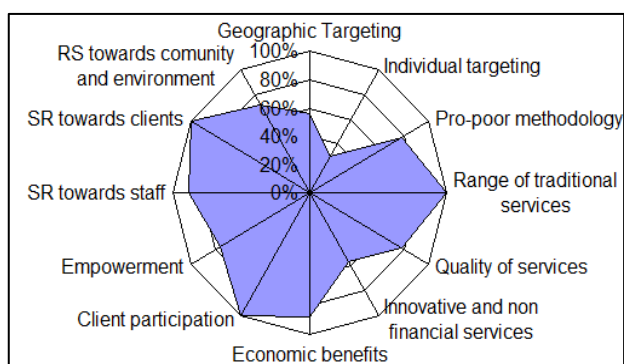 Geographic Targeting
RS towards comunity
and environment
100%
80%
60%
40%
20%
0%
Individual targeting
SR towards clients
Pro-poor methodology
SR towards staff
Range of traditional
services
Empowerment
Quality of services
Client participation
Innovative and non
financial services
Economic benefits